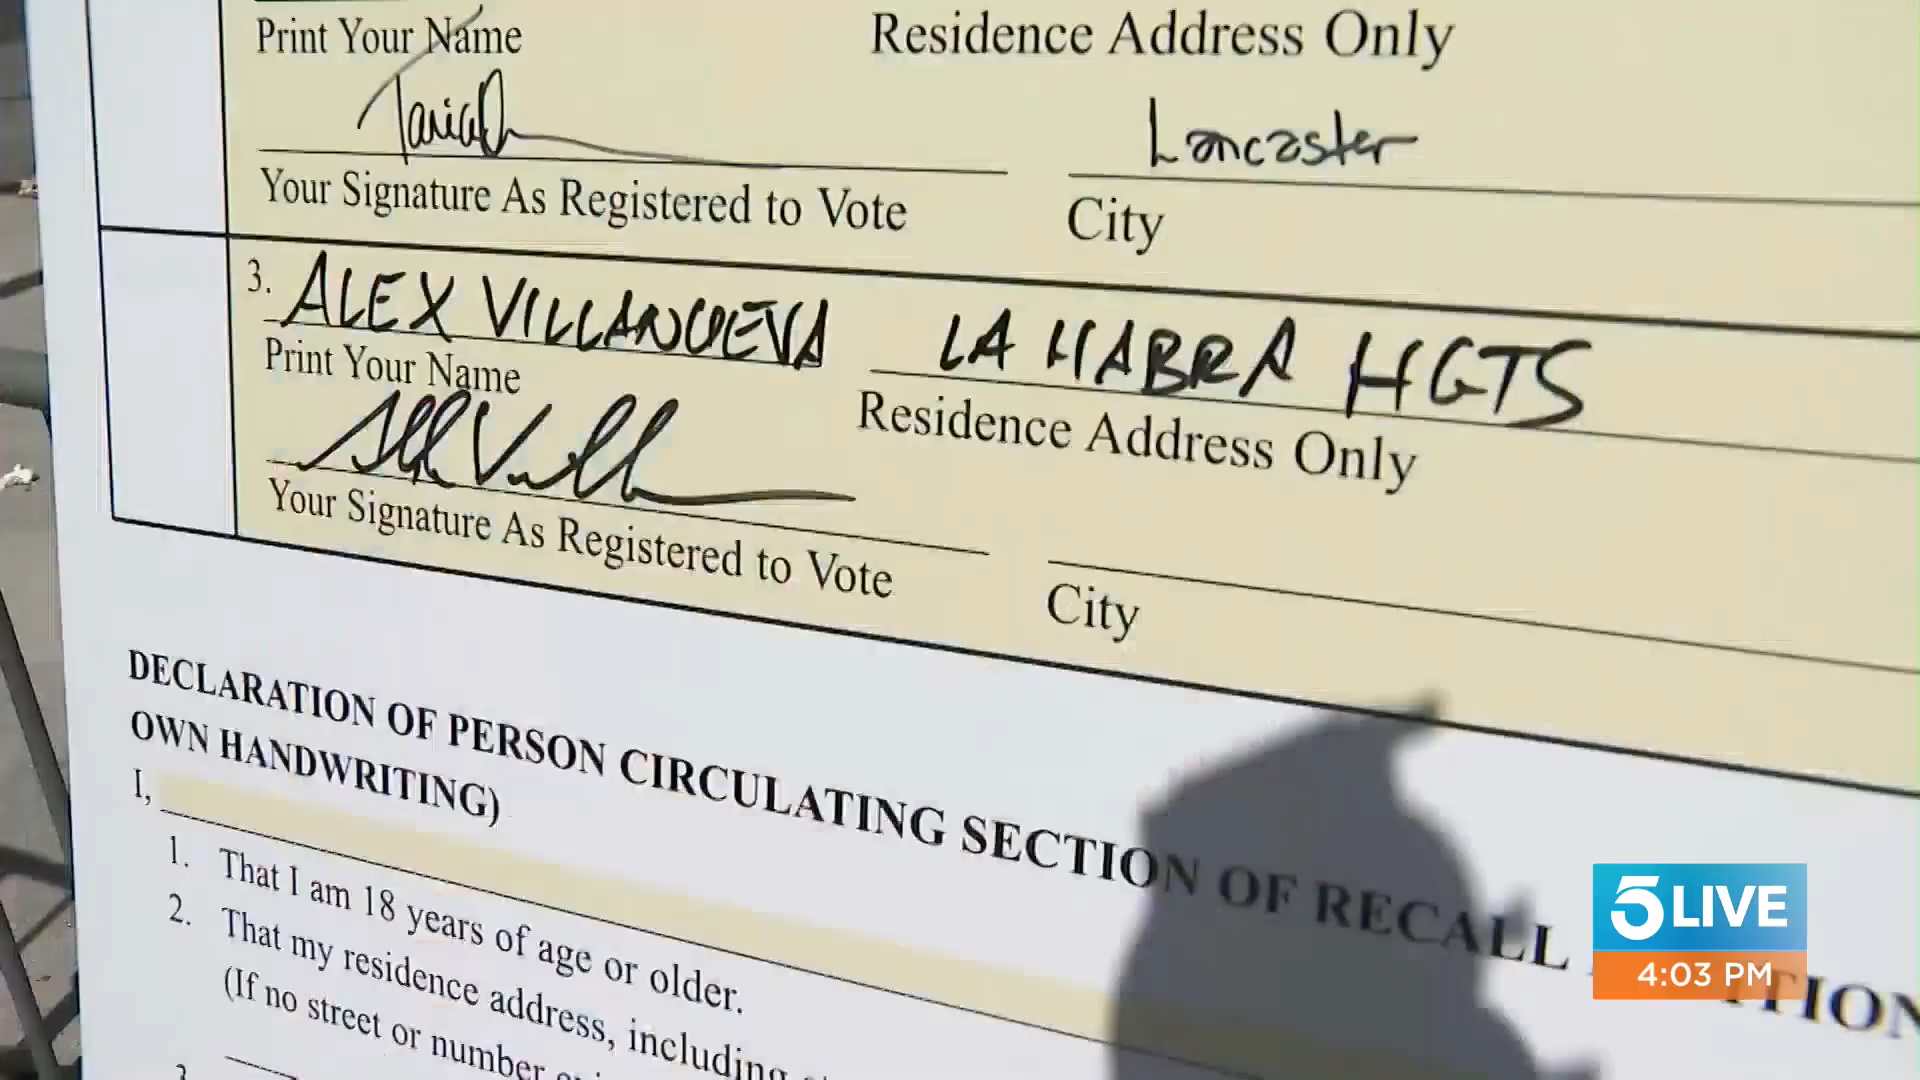 Print Your Name Residence Address Only
Lancaster
Your Signature As Registered to Vote City
3. ALEX VILLANUEVA LA HABRA HGTS
Print Your Name Residence Address Only
Your Signature As Registered to Vote City
DECLARATION OF PERSON CIRCULATING SECTION OF RECALL
OWN HANDWRITING)
I,
1. That I am 18 years of age or older.
2. That my residence address, including
(If no street or number
3
5 LIVE
4:03 PM